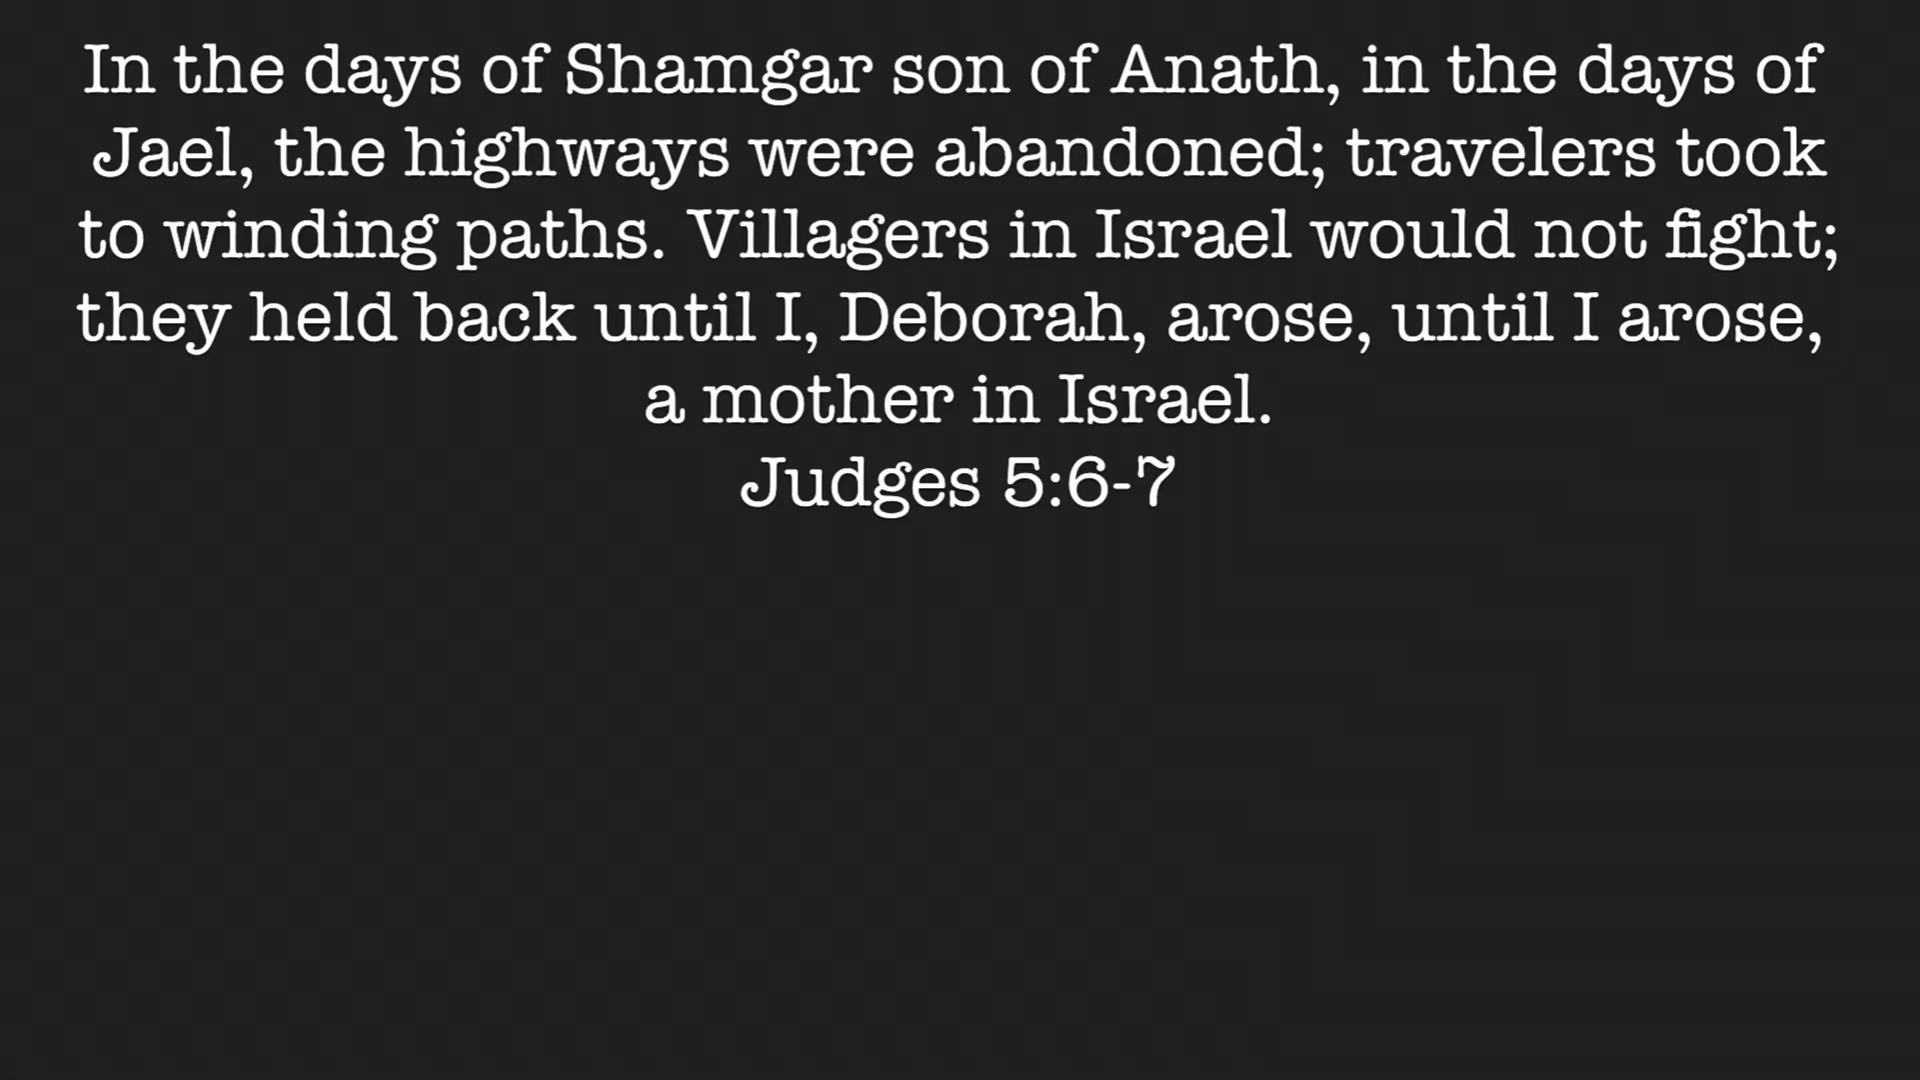 In the days of Shamgar son of Anath, in the days of
Jael, the highways were abandoned; travelers took
to winding paths. Villagers in Israel would not fight;
they held back until I, Deborah, arose, until I arose,
a mother in Israel.
Judges 5:6-7